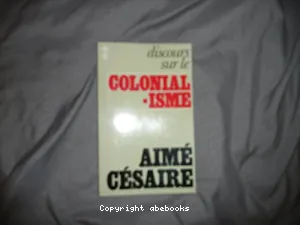 discours
sur le
COLONIAL
-ISME
AIMÉ
CÉSAIRE
Copyright abebooks